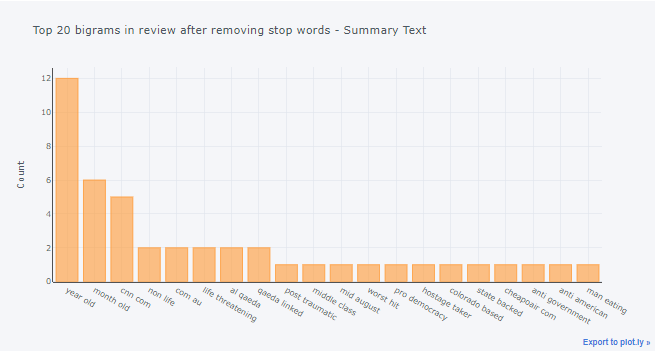 Top 20 bigrams in review after removing stop words - Summary Text
Count
12
10
8
6
4
2
0
year old
month old
cnn com
non life
com au
life threatening
al qaeda
qaeda linked
post traumatic
middle class
mid august
worst hit
pro democracy
hostage taker
colorado based
state backed
cheapoair com
anti government
anti american
man eating
Export to plot.ly »